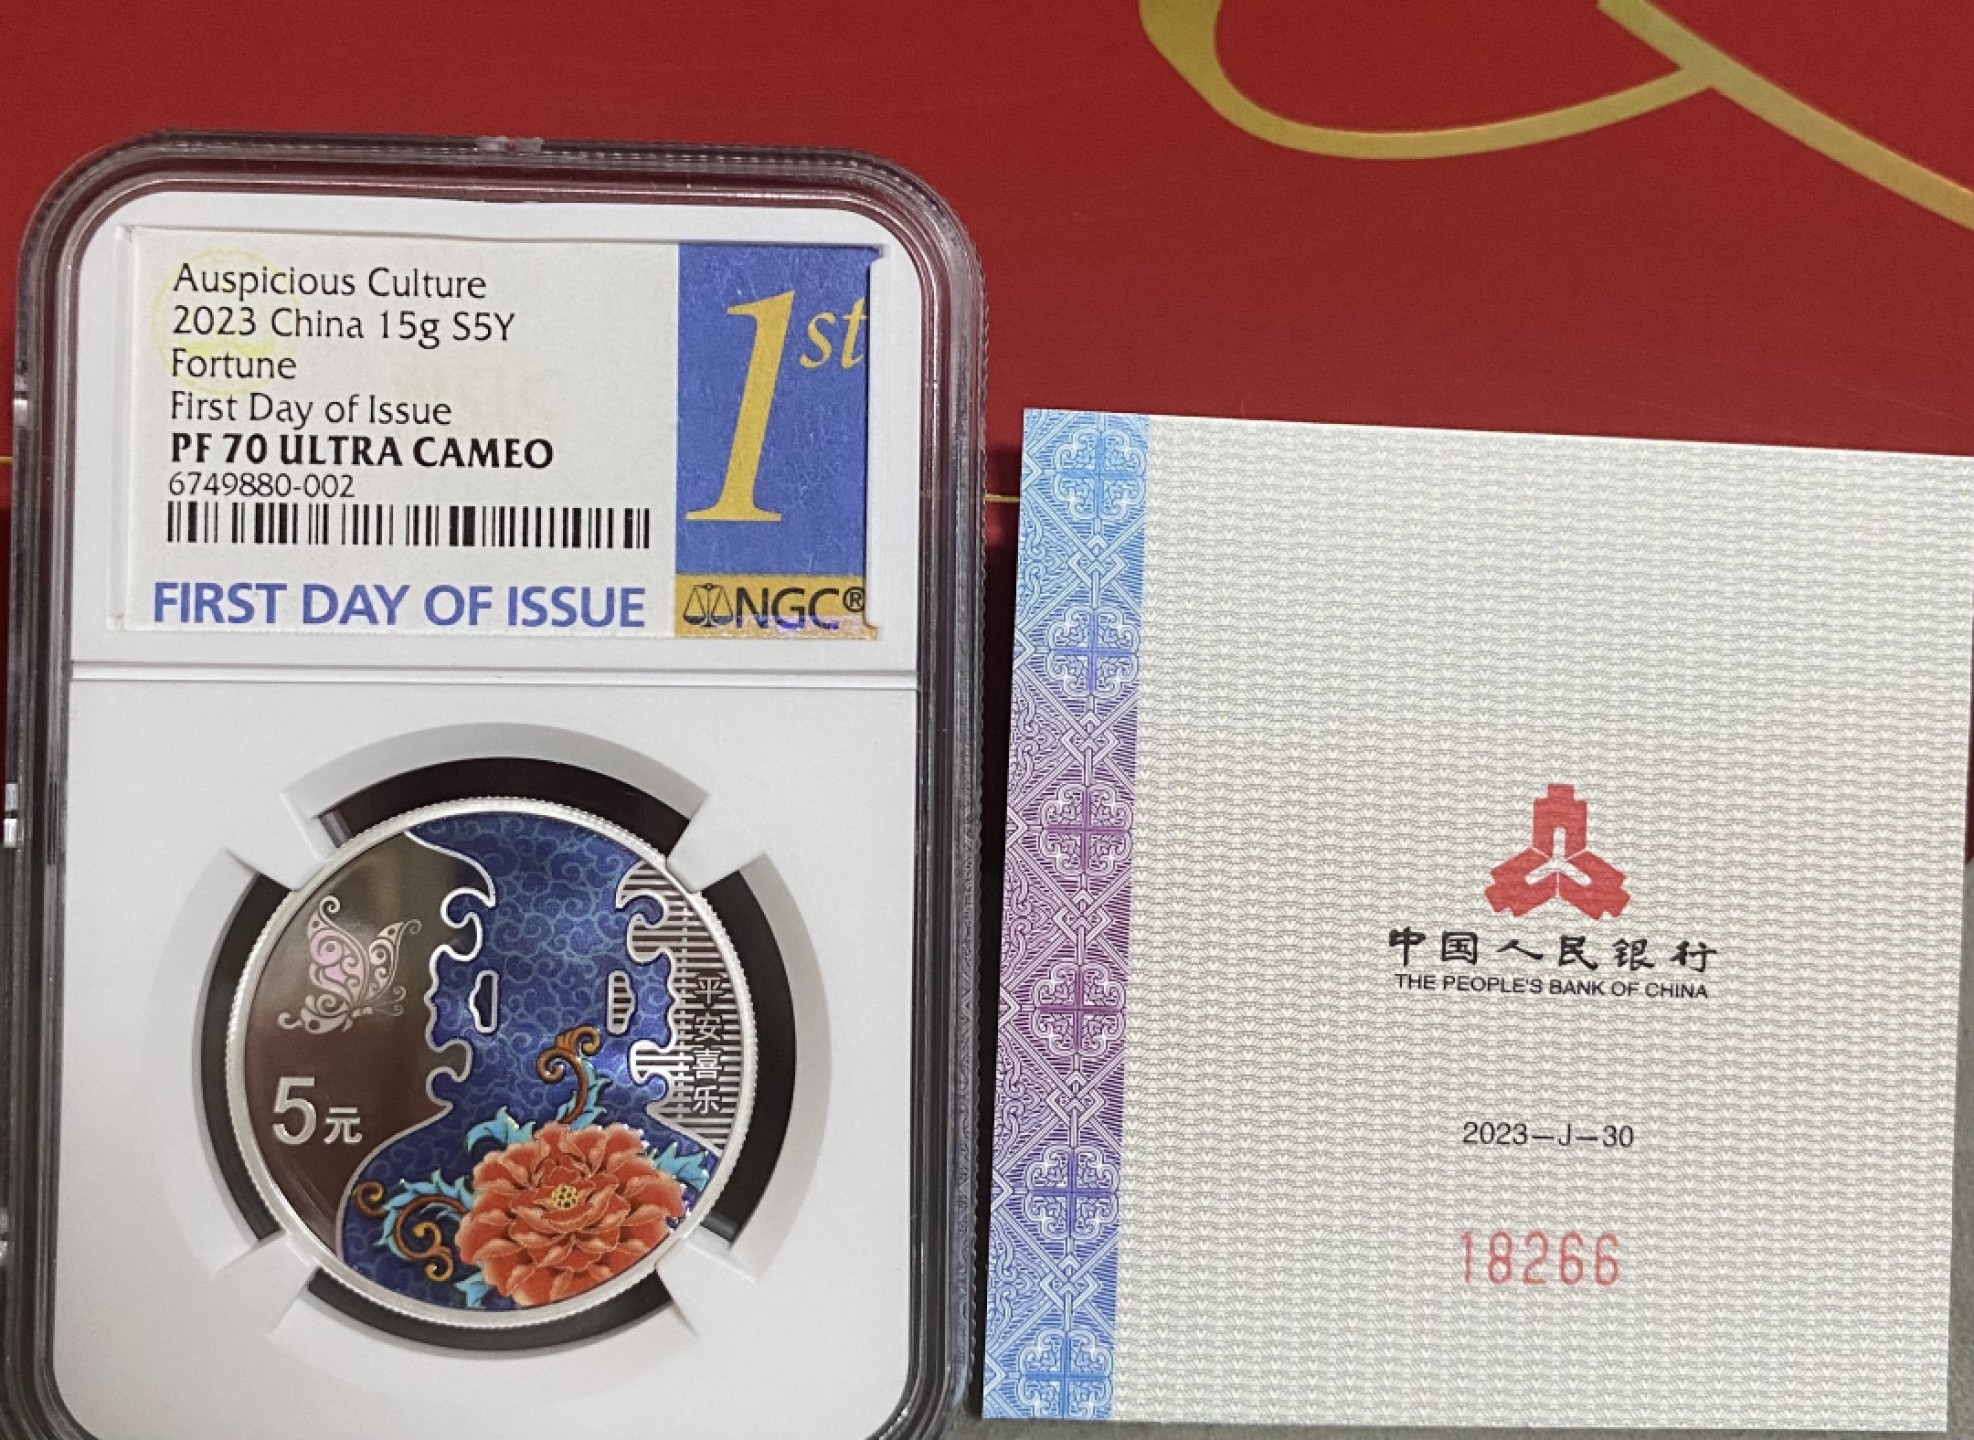 Auspicious Culture
2023 China 15g S5Y
Fortune
First Day of Issue
PF 70 ULTRA CAMEO
6749880-002
FIRST DAY OF ISSUE
1st
NGC®
5元
平安喜乐
中国人民银行
THE PEOPLE'S BANK OF CHINA
2023-J-30
18266